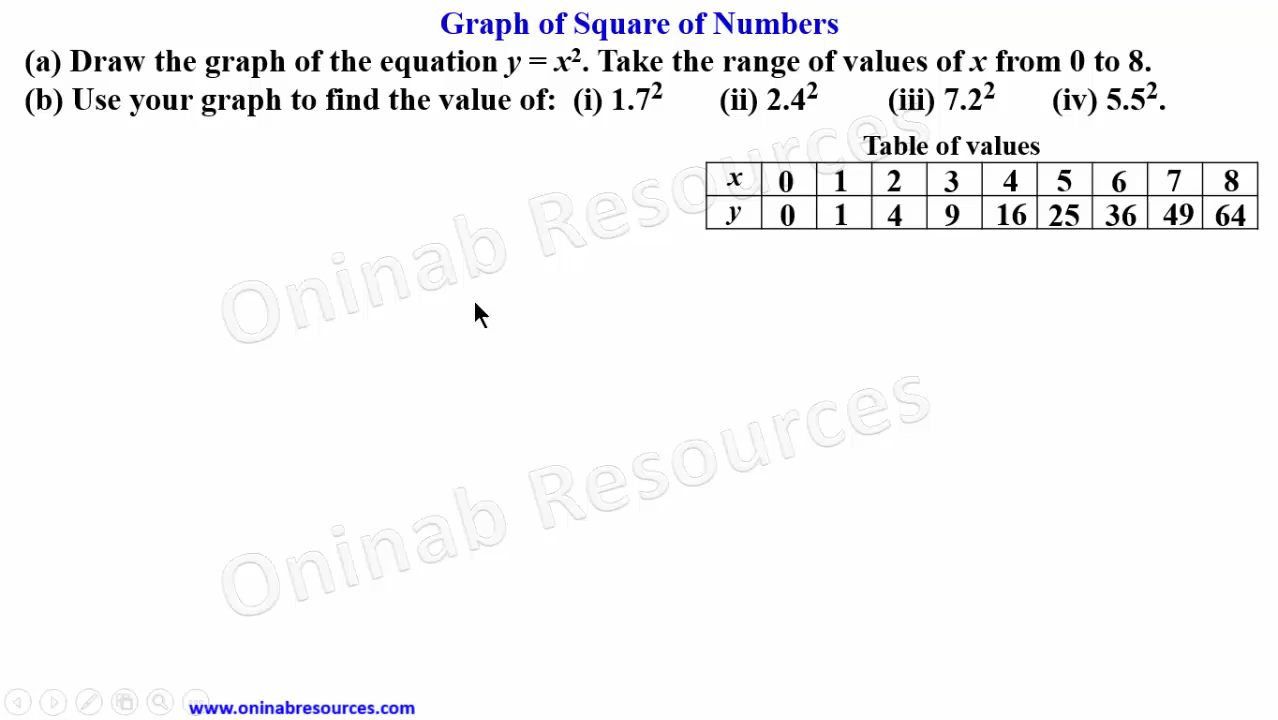 Graph of Square of Numbers
(a) Draw the graph of the equation y = x². Take the range of values of x from 0 to 8.
(b) Use your graph to find the value of: (i) 1.7² (ii) 2.4² (iii) 7.2² (iv) 5.5².
Table of values
x 0 1 2 3 4 5 6 7 8
y 0 1 4 9 16 25 36 49 64
Oninab Resources
Oninab Resources
www.oninabresources.com